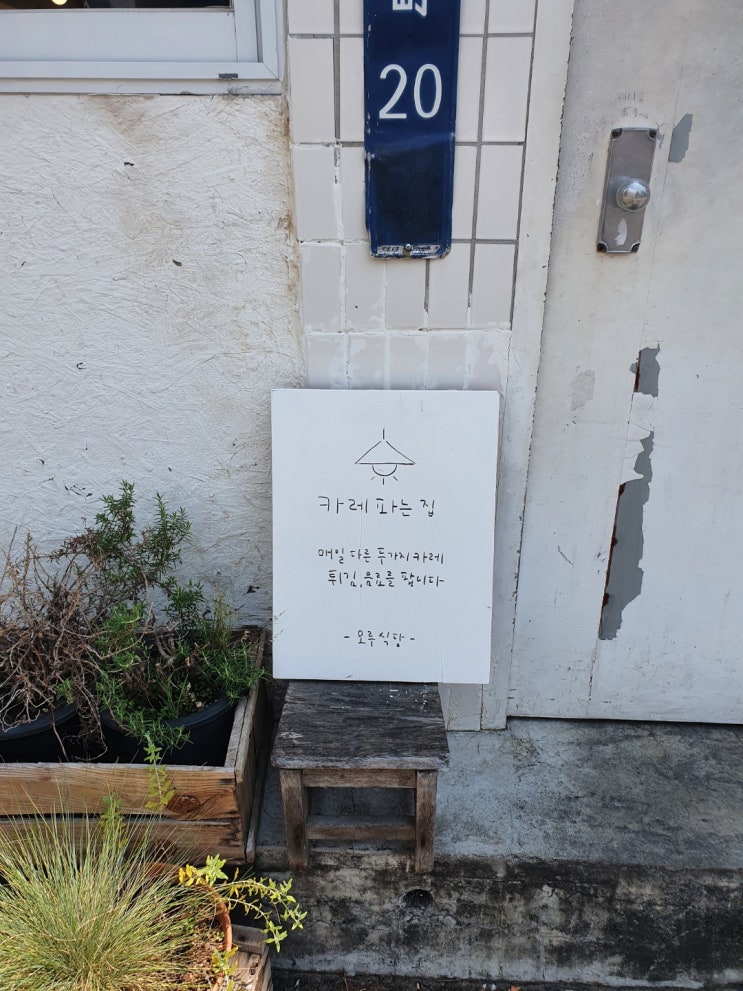 20
카레 파는 집
매일 다른 두가지 카레
튀김, 음료를 팝니다
- 모루식당 -